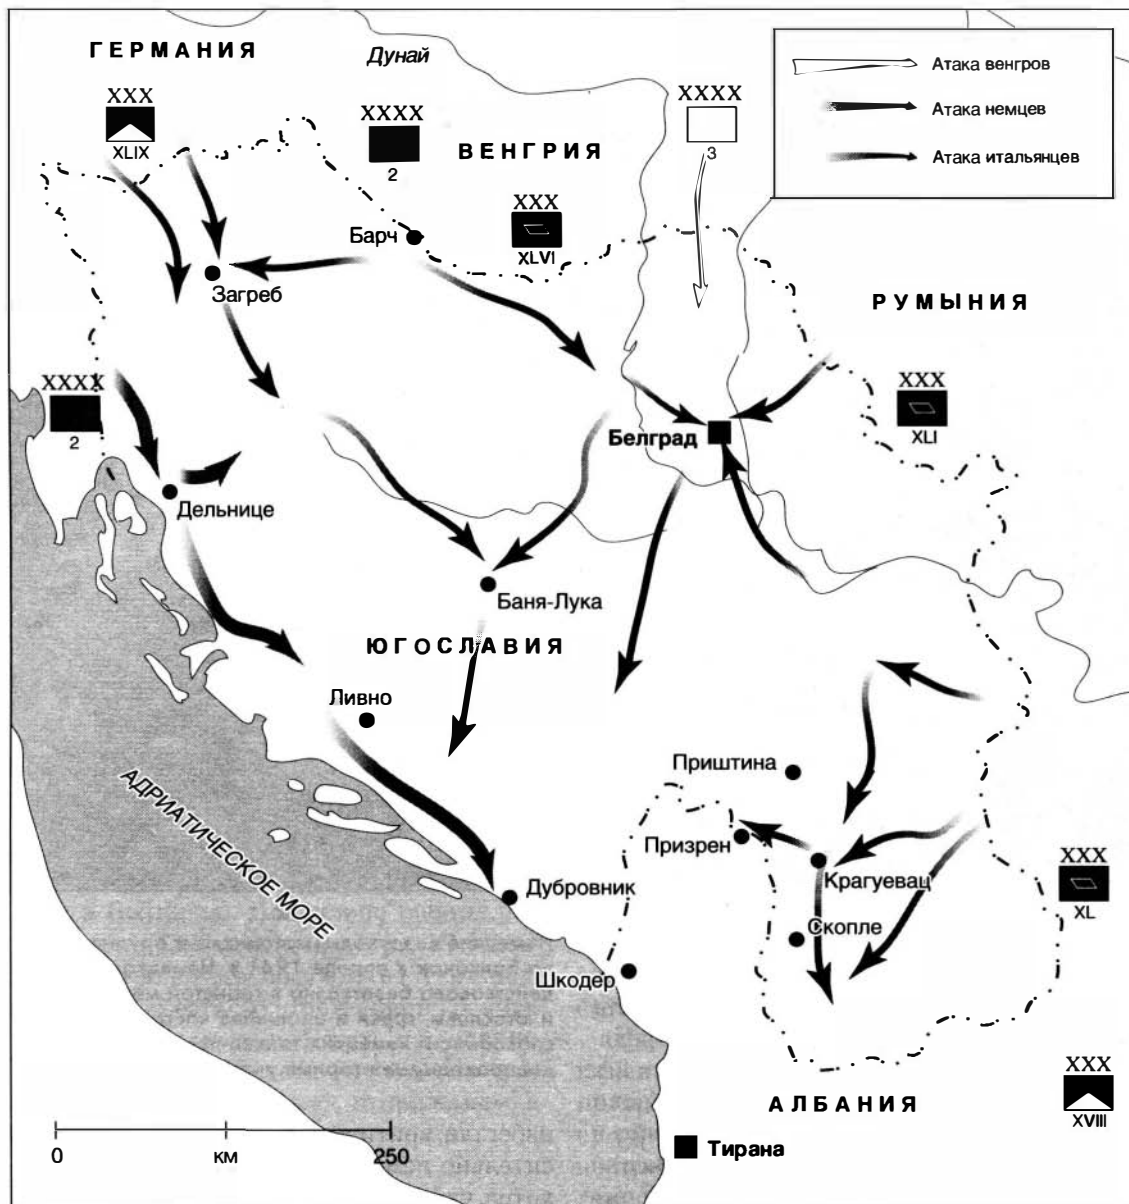 ГЕРМАНИЯ
Дунай
Атака венгров
Атака немцев
Атака итальянцев
XXX
XLIX
XXXX
2
ВЕНГРИЯ
XXXX
3
XXX
XLVI
Барч
Загреб
РУМЫНИЯ
XXXX
2
XXX
XLI
Белград
Дельнице
Баня-Лука
ЮГОСЛАВИЯ
Ливно
АДРИАТИЧЕСКОЕ МОРЕ
Приштина
Призрен
Крагуевац
XXX
XL
Дубровник
Скопле
Шкодер
XXX
XVIII
АЛБАНИЯ
Тирана
0 км 250